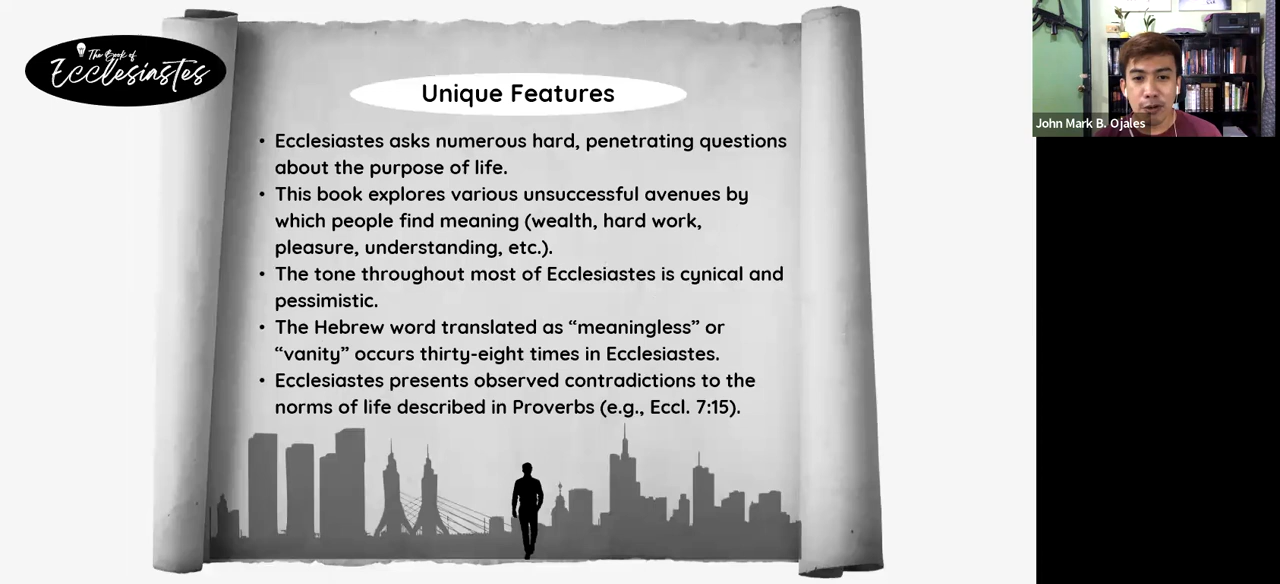 The Book of
Ecclesiastes
Unique Features
• Ecclesiastes asks numerous hard, penetrating questions
about the purpose of life.
• This book explores various unsuccessful avenues by
which people find meaning (wealth, hard work,
pleasure, understanding, etc.).
• The tone throughout most of Ecclesiastes is cynical and
pessimistic.
• The Hebrew word translated as “meaningless” or
“vanity” occurs thirty-eight times in Ecclesiastes.
• Ecclesiastes presents observed contradictions to the
norms of life described in Proverbs (e.g., Eccl. 7:15).
John Mark B. Ojales